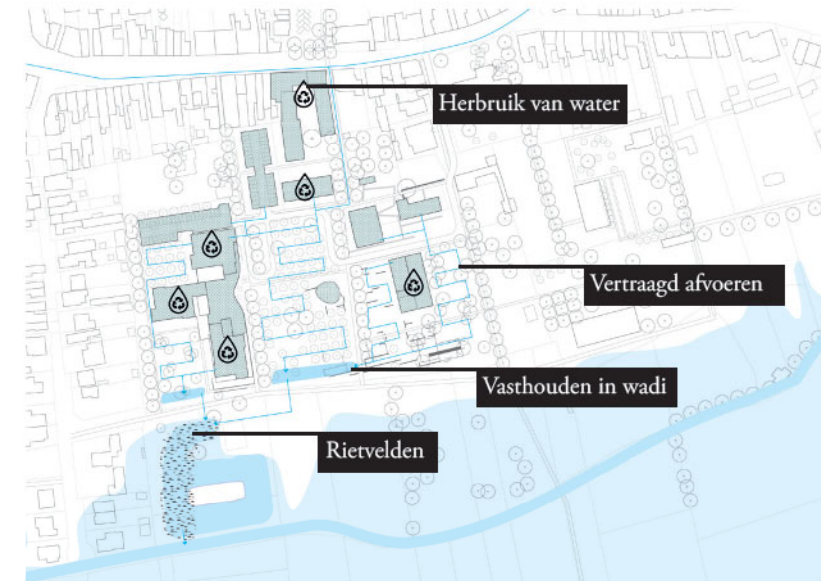 Herbruik van water
Vertraagd afvoeren
Vasthouden in wadi
Rietvelden